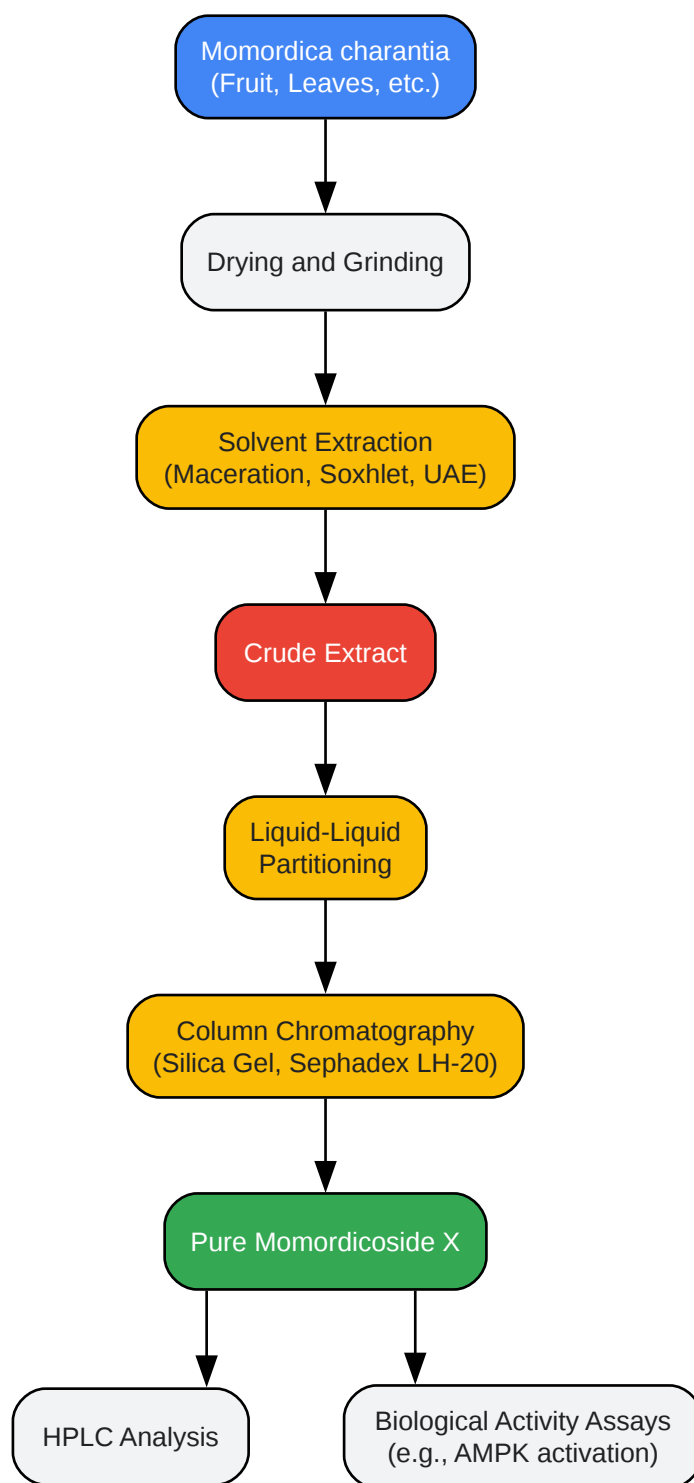 Momordica charantia
(Fruit, Leaves, etc.)
Drying and Grinding
Solvent Extraction
(Maceration, Soxhlet, UAE)
Crude Extract
Liquid-Liquid
Partitioning
Column Chromatography
(Silica Gel, Sephadex LH-20)
Pure Momordicoside X
HPLC Analysis
Biological Activity Assays
(e.g., AMPK activation)